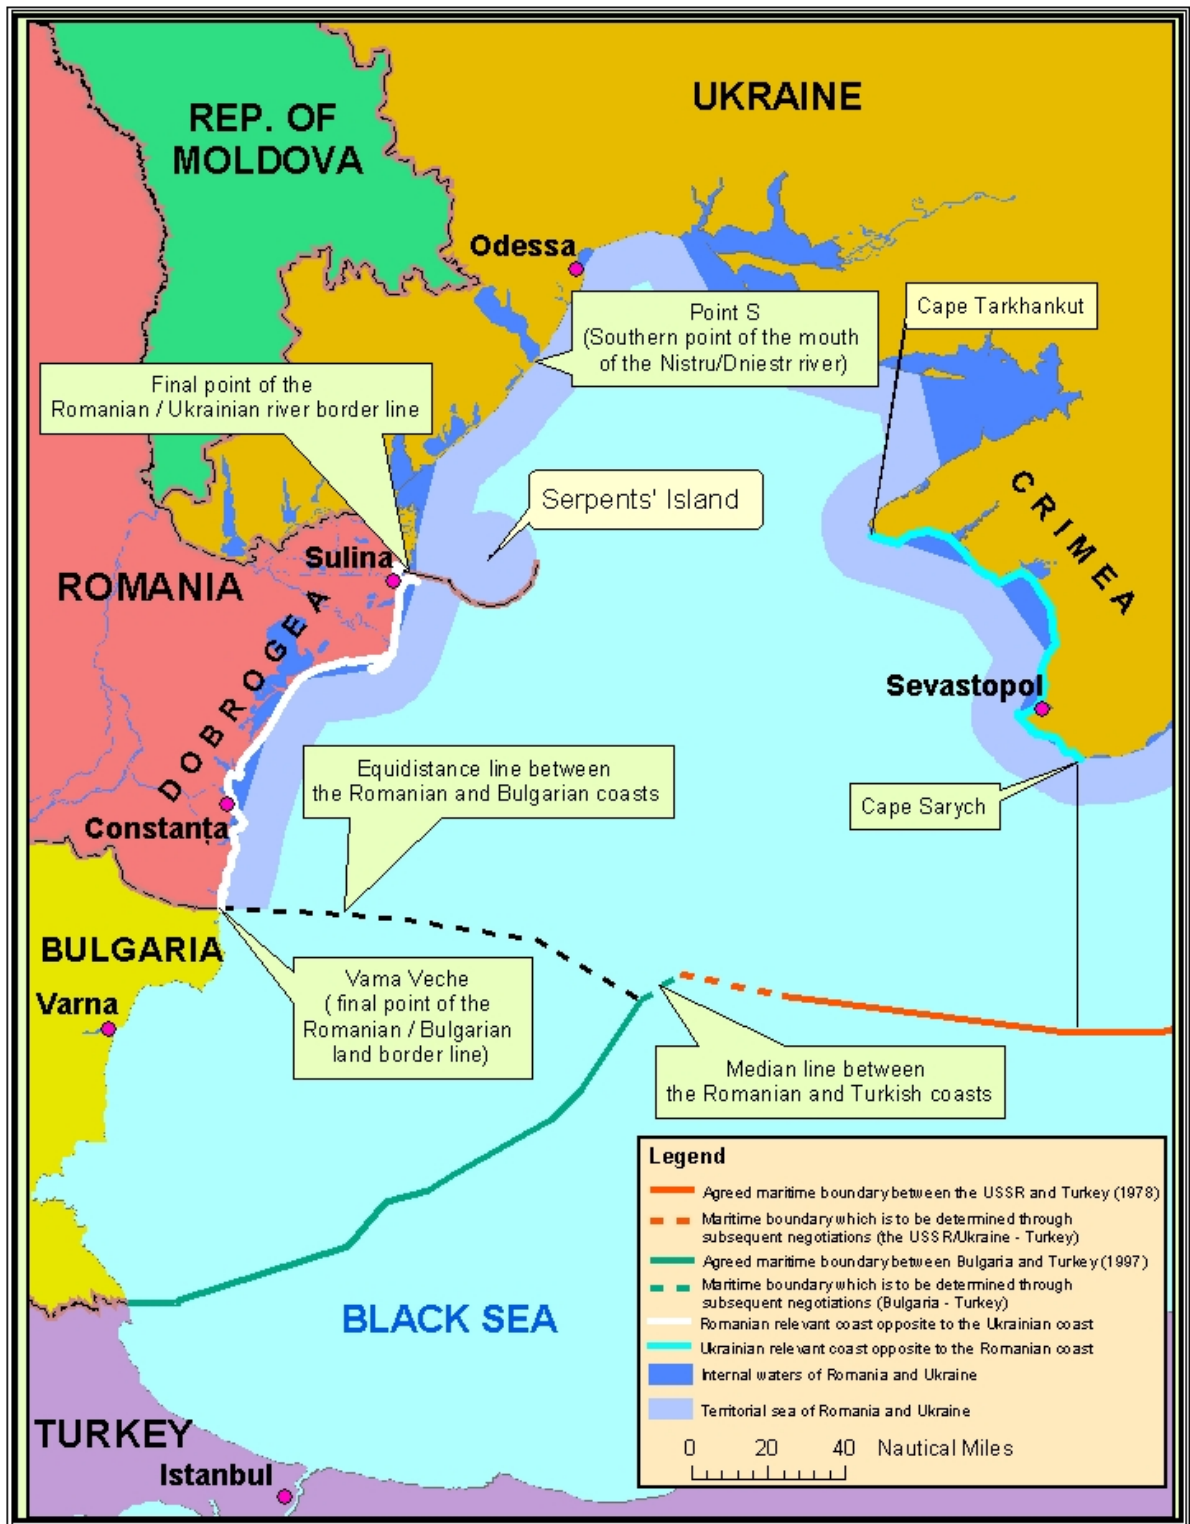 UKRAINE
REP. OF
MOLDOVA
Odessa
Point S
(Southern point of the mouth
of the Nistru/Dniestr river)
Cape Tarkhankut
Final point of the
Romanian / Ukrainian river border line
Serpents' Island
CRIMEA
Sulina
ROMANIA
DOBROGEA
Sevastopol
Equidistance line between
the Romanian and Bulgarian coasts
Cape Sarych
Constanta
BULGARIA
Vama Veche
( final point of the
Romanian / Bulgarian
land border line)
Varna
Median line between
the Romanian and Turkish coasts
Legend
Agreed maritime boundary between the USSR and Turkey (1978)
Maritime boundary which is to be determined through
subsequent negotiations (the USSR/Ukraine - Turkey)
Agreed maritime boundary between Bulgaria and Turkey (1997)
Maritime boundary which is to be determined through
subsequent negotiations (Bulgaria - Turkey)
Romanian relevant coast opposite to the Ukrainian coast
Ukrainian relevant coast opposite to the Romanian coast
Internal waters of Romania and Ukraine
Territorial sea of Romania and Ukraine
0 20 40 Nautical Miles
BLACK SEA
TURKEY
Istanbul